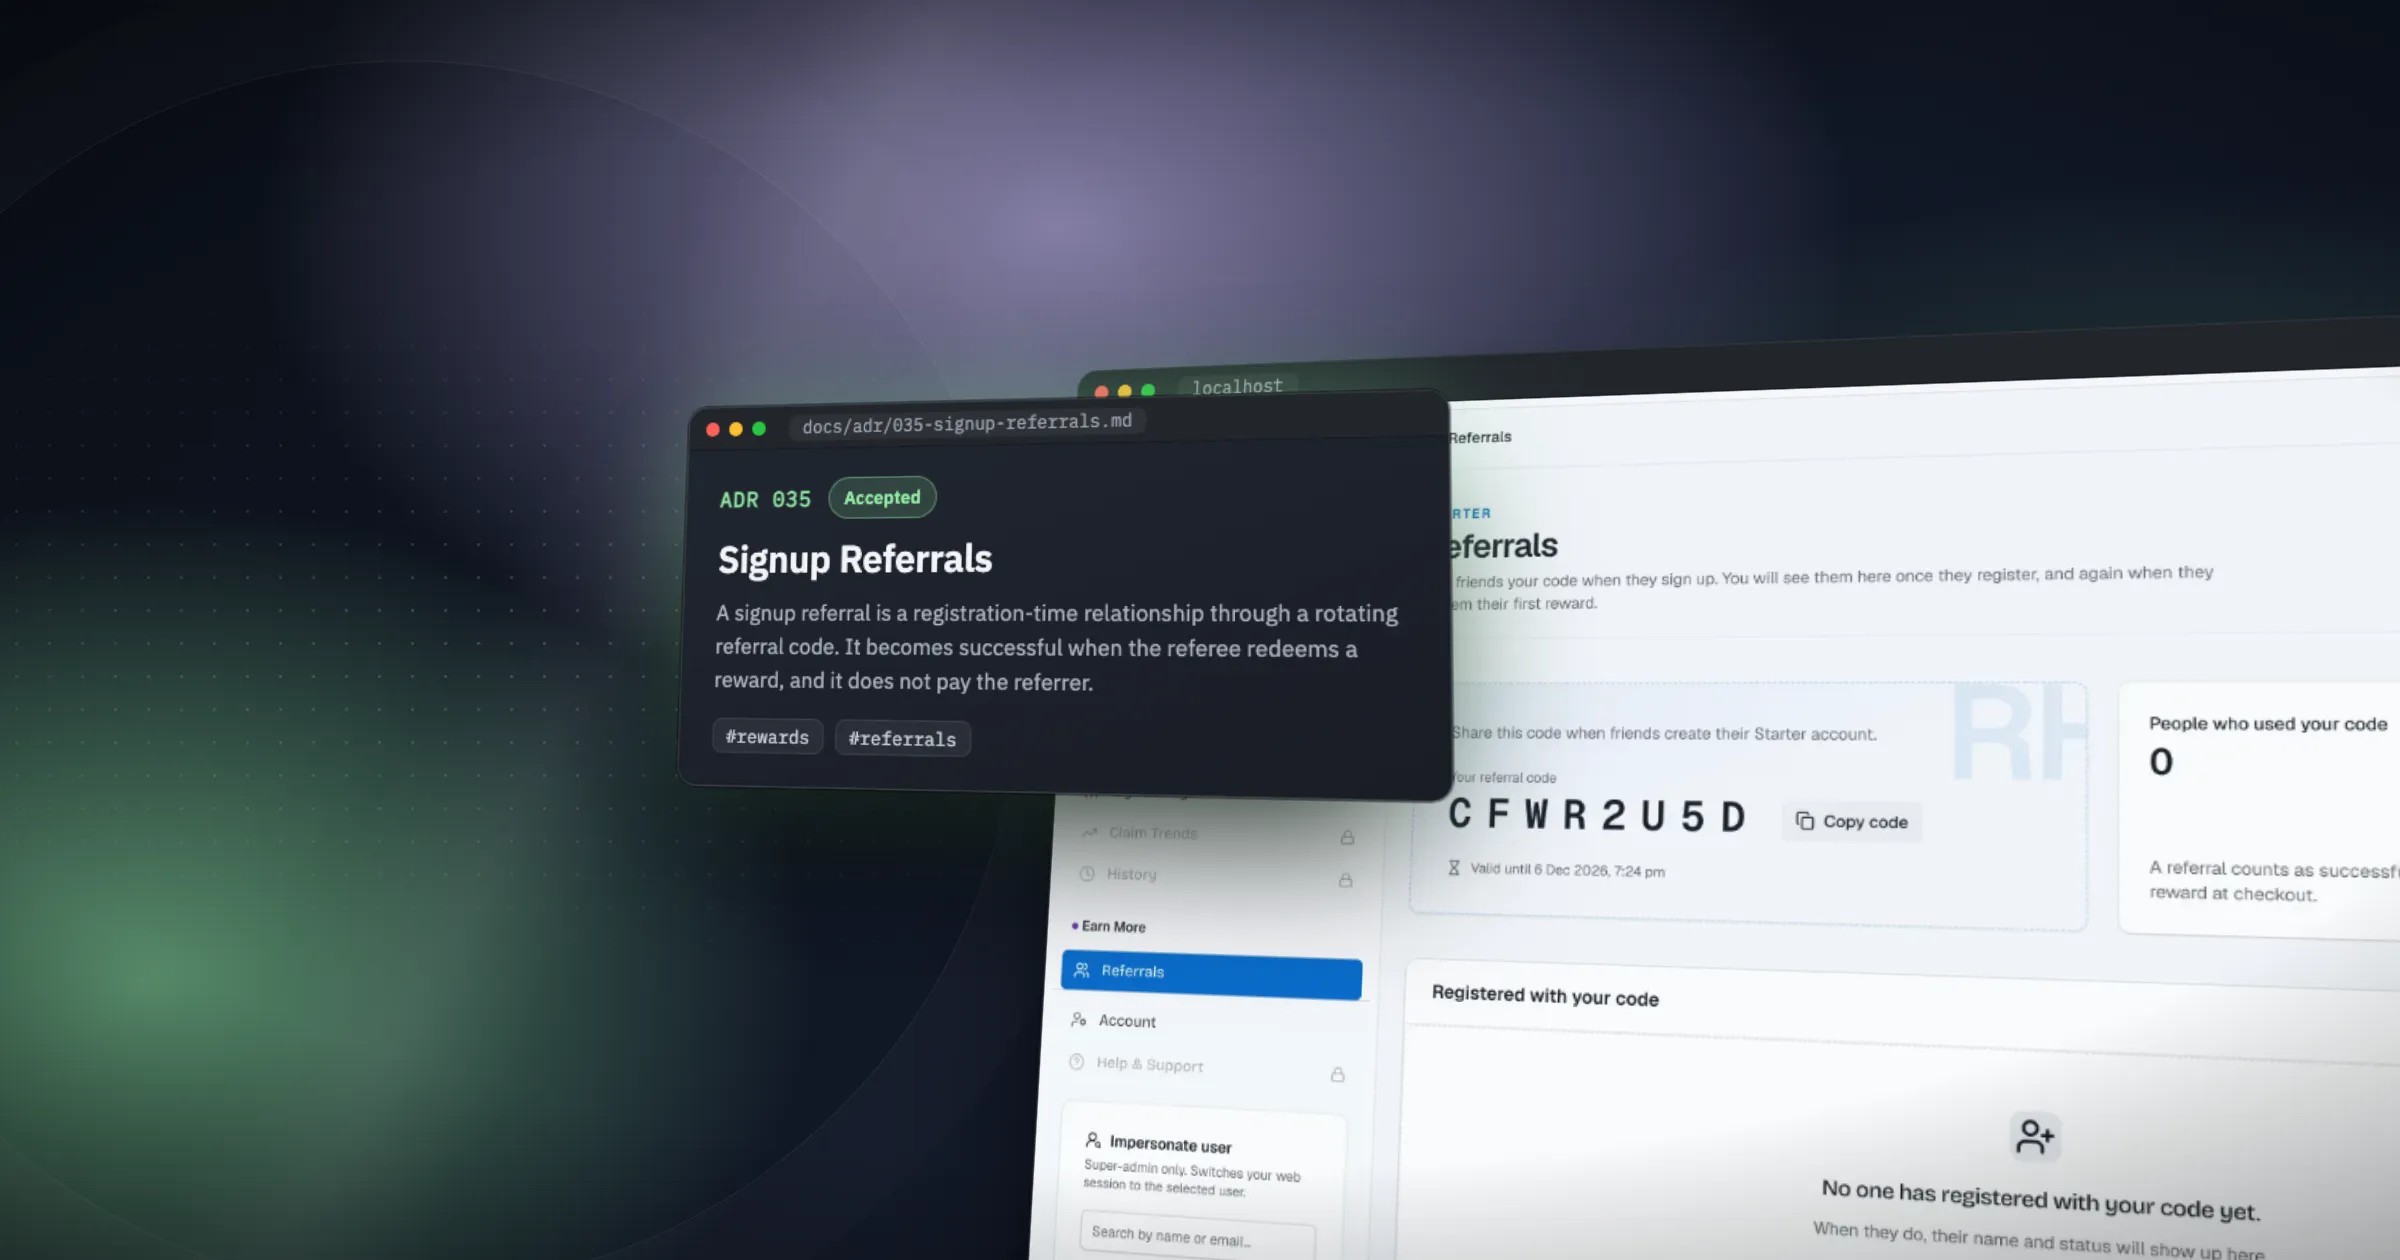 localhost
docs/adr/035-signup-referrals.md
ADR 035
Accepted
Signup Referrals
A signup referral is a registration-time relationship through a rotating
referral code. It becomes successful when the referee redeems a
reward, and it does not pay the referrer.
#rewards
#referrals
Referrals
RTER
eferrals
friends your code when they sign up. You will see them here once they register, and again when they
em their first reward.
Share this code when friends create their Starter account.
Your referral code
CFWR2U5D
Copy code
Valid until 6 Dec 2026, 7:24 pm
People who used your code
0
A referral counts as successf
reward at checkout.
Claim Trends
History
Earn More
Referrals
Account
Help & Support
Impersonate user
Super-admin only. Switches your web
session to the selected user.
Search by name or email...
Registered with your code
No one has registered with your code yet.
When they do, their name and status will show up here